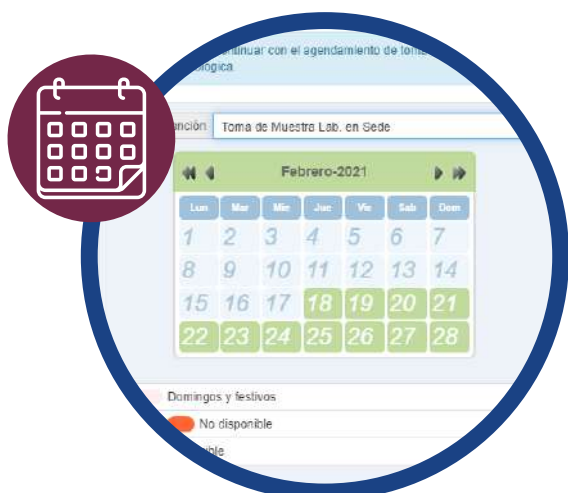 continuar con el agendamiento de toma
Toma de Muestra Lab. en Sede
Febrero-2021
Lun Mar Mie Jue Vie Sab Dom
1 2 3 4 5 6 7
8 9 10 11 12 13 14
15 16 17 18 19 20 21
22 23 24 25 26 27 28
Domingos y festivos
No disponible